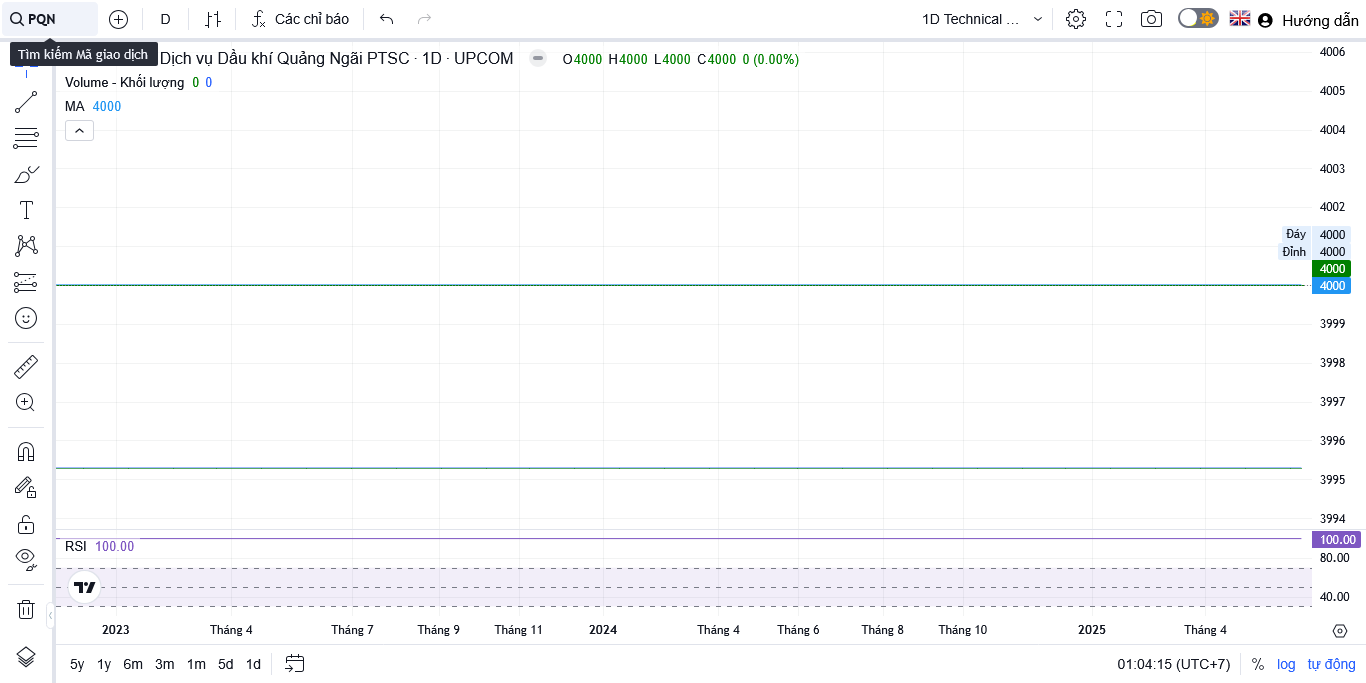 PQN
D
Các chỉ báo
1D Technical ...
Hướng dẫn
Tìm kiếm Mã giao dịch
Dịch vụ Dầu khí Quảng Ngãi PTSC · 1D · UPCOM
O4000 H4000 L4000 C4000 0 (0.00%)
Volume - Khối lượng 0 0
MA 4000
4006
4005
4004
4003
4002
Đáy 4000
Đỉnh 4000
4000
4000
3999
3998
3997
3996
3995
3994
RSI 100.00
100.00
80.00
40.00
2023 Tháng 4 Tháng 7 Tháng 9 Tháng 11 2024 Tháng 4 Tháng 6 Tháng 8 Tháng 10 2025 Tháng 4
5y 1y 6m 3m 1m 5d 1d
01:04:15 (UTC+7) % log tự động